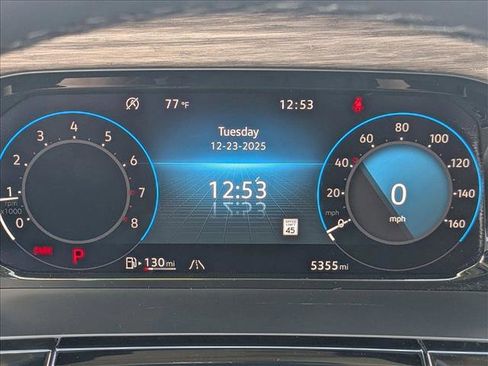 77 °F
12:53
Tuesday
12-23-2025
12:53
0 1 2 3 4 5 6 7 8
rpm
x1000
0 20 40 60 80 100 120 140 160
mph
0
mph
SPEED
LIMIT
45
PARK
P
130 mi
5355 mi